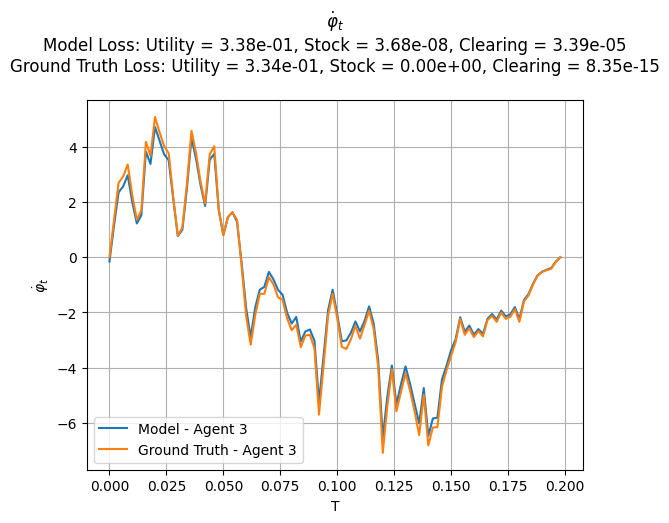 φ̇ₜ
Model Loss: Utility = 3.38e-01, Stock = 3.68e-08, Clearing = 3.39e-05
Ground Truth Loss: Utility = 3.34e-01, Stock = 0.00e+00, Clearing = 8.35e-15
4
2
0
−2
−4
−6
φ̇ₜ
Model - Agent 3
Ground Truth - Agent 3
0.000 0.025 0.050 0.075 0.100 0.125 0.150 0.175 0.200
T